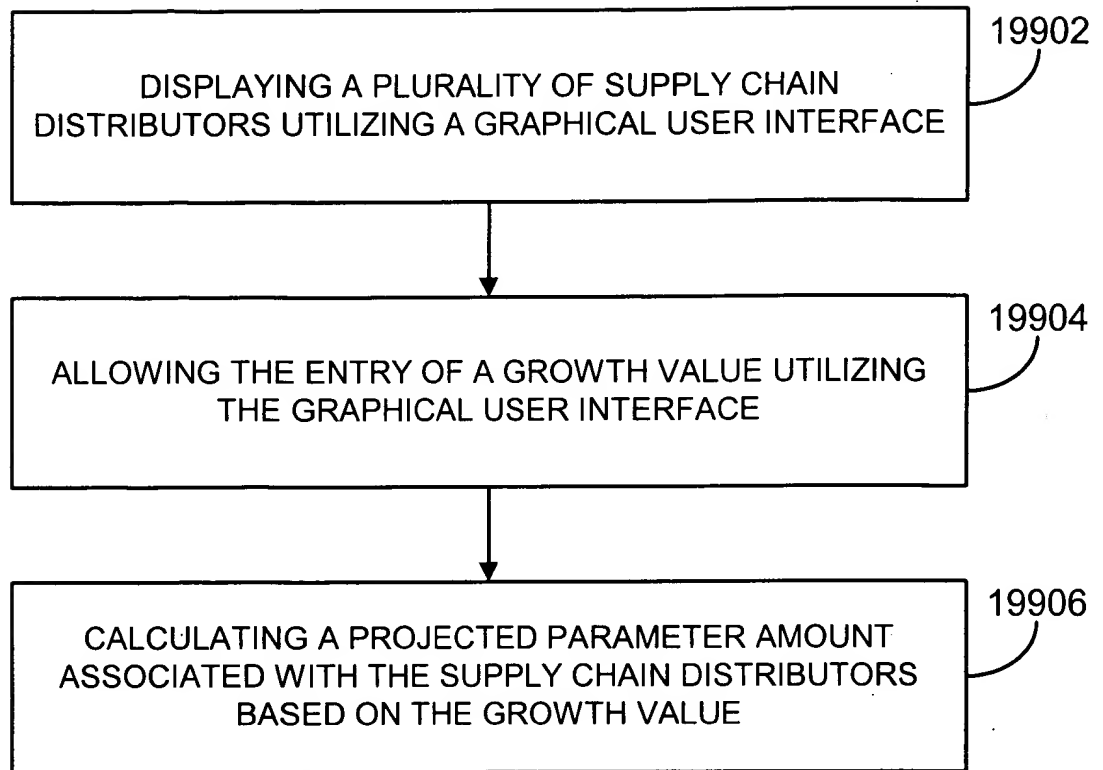 19902
DISPLAYING A PLURALITY OF SUPPLY CHAIN
DISTRIBUTORS UTILIZING A GRAPHICAL USER INTERFACE
19904
ALLOWING THE ENTRY OF A GROWTH VALUE UTILIZING
THE GRAPHICAL USER INTERFACE
19906
CALCULATING A PROJECTED PARAMETER AMOUNT
ASSOCIATED WITH THE SUPPLY CHAIN DISTRIBUTORS
BASED ON THE GROWTH VALUE